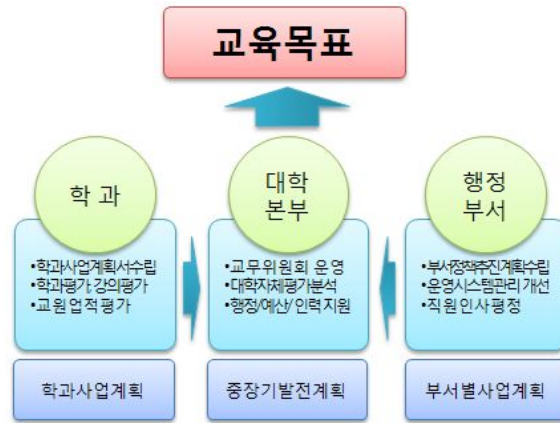 교육목표
학 과
대학
본부
행정
부서
•학과사업계획서수립
•학과평가: 강의평가
•교원업적평가
•교무위원회 운영
•대학자체평가분석
•행정/예산/인력지원
•부서정책추진계획수립
•운영시스템관리 개선
•직원인사평정
학과사업계획
중장기발전계획
부서별사업계획